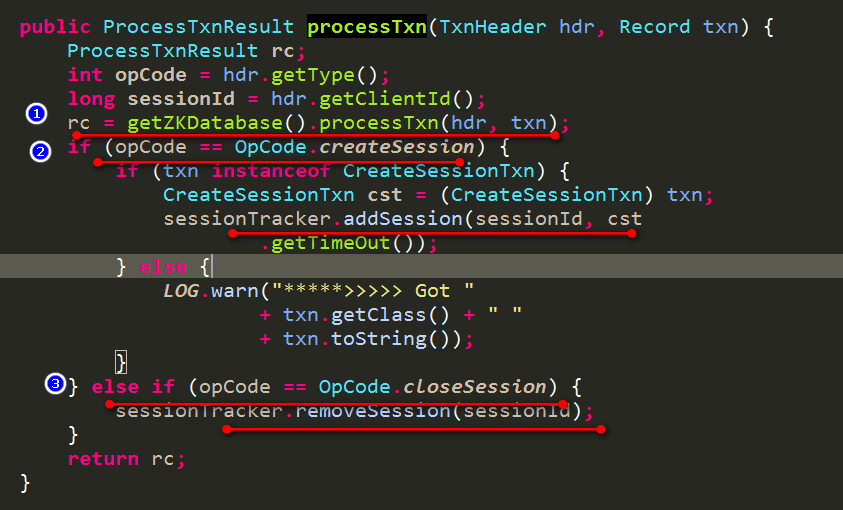 public ProcessTxnResult processTxn(TxnHeader hdr, Record txn) {
ProcessTxnResult rc;
int opCode = hdr.getType();
long sessionId = hdr.getClientId();
1 rc = getZKDatabase().processTxn(hdr, txn);
2 if (opCode == OpCode.createSession) {
if (txn instanceof CreateSessionTxn) {
CreateSessionTxn cst = (CreateSessionTxn) txn;
sessionTracker.addSession(sessionId, cst
.getTimeOut());
} else {
LOG.warn("*****>>>>> Got "
+ txn.getClass() + " "
+ txn.toString());
}
3 } else if (opCode == OpCode.closeSession) {
sessionTracker.removeSession(sessionId);
}
return rc;
}